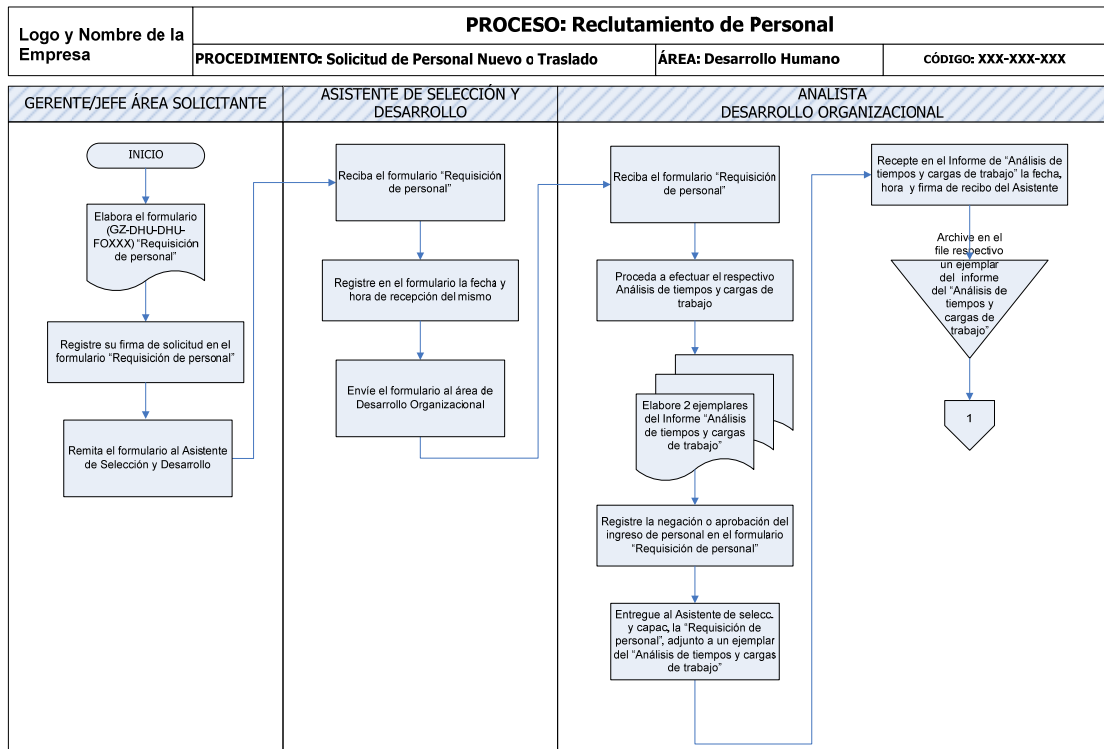 Logo y Nombre de la
Empresa
PROCESO: Reclutamiento de Personal
PROCEDIMIENTO: Solicitud de Personal Nuevo o Traslado
ÁREA: Desarrollo Humano
CÓDIGO: XXX-XXX-XXX
GERENTE/JEFE ÁREA SOLICITANTE
ASISTENTE DE SELECCIÓN Y
DESARROLLO
ANALISTA
DESARROLLO ORGANIZACIONAL
INICIO
Elabora el formulario
(GZ-DHU-DHU-
FOXXX) “Requisición
de personal”
Registre su firma de solicitud en el
formulario “Requisición de personal”
Remita el formulario al Asistente
de Selección y Desarrollo
Reciba el formulario “Requisición
de personal”
Registre en el formulario la fecha y
hora de recepción del mismo
Envíe el formulario al área de
Desarrollo Organizacional
Reciba el formulario “Requisición
de personal”
Proceda a efectuar el respectivo
Análisis de tiempos y cargas de
trabajo
Elabore 2 ejemplares
del Informe “Análisis
de tiempos y cargas
de trabajo”
Registre la negación o aprobación del
ingreso de personal en el formulario
“Requisición de personal”
Entregue al Asistente de selecc.
y capac, la “Requisición de
personal”, adjunto a un ejemplar
del “Análisis de tiempos y cargas
de trabajo”
Recepte en el Informe de “Análisis de
tiempos y cargas de trabajo” la fecha,
hora y firma de recibo del Asistente
Archive en el
file respectivo
un ejemplar
del informe
del “Análisis de
tiempos y
cargas de
trabajo”
1